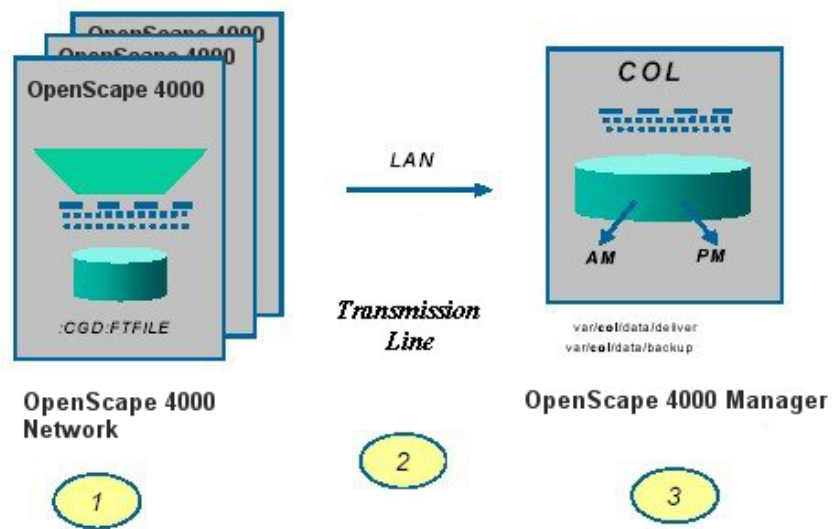 OpenScape 4000
OpenScape 4000
OpenScape 4000
:CGD:FTFILE
OpenScape 4000
Network
1
LAN
Transmission
Line
2
COL
AM
PM
var/col/data/deliver
var/col/data/backup
OpenScape 4000 Manager
3